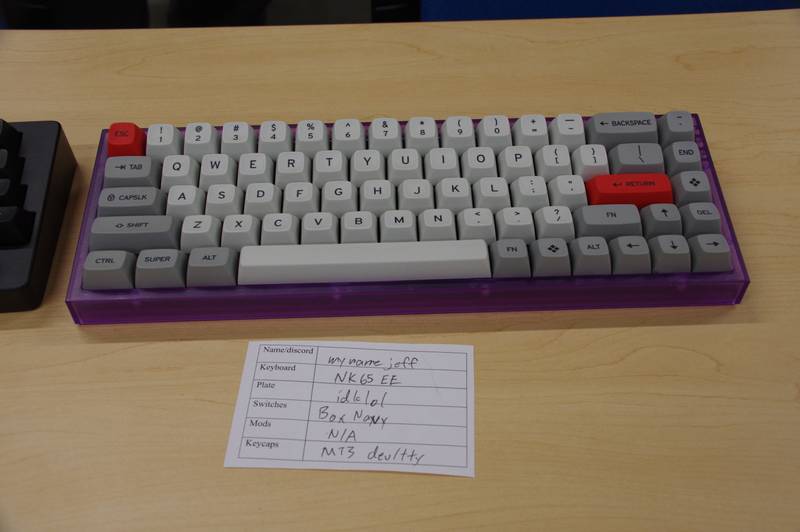 ESC ! 1 @ 2 # 3 $ 4 % 5 ^ 6 & 7 * 8 ( 9 ) 0 + = — - ← BACKSPACE ~ `
⇥ TAB Q W E R T Y U I O P { [ } ] | \ END
CAPSLK A S D F G H J K L : ; " ' ↩ RETURN ❖
<> SHIFT Z X C V B M N < , > . ? / FN ↑ DEL
CTRL SUPER ALT FN ❖ ALT ← ↓ →
Name/discord my name jeff
Keyboard NK65 EE
Plate idk lol
Switches Box Navy
Mods N/A
Keycaps MT3 dev/tty